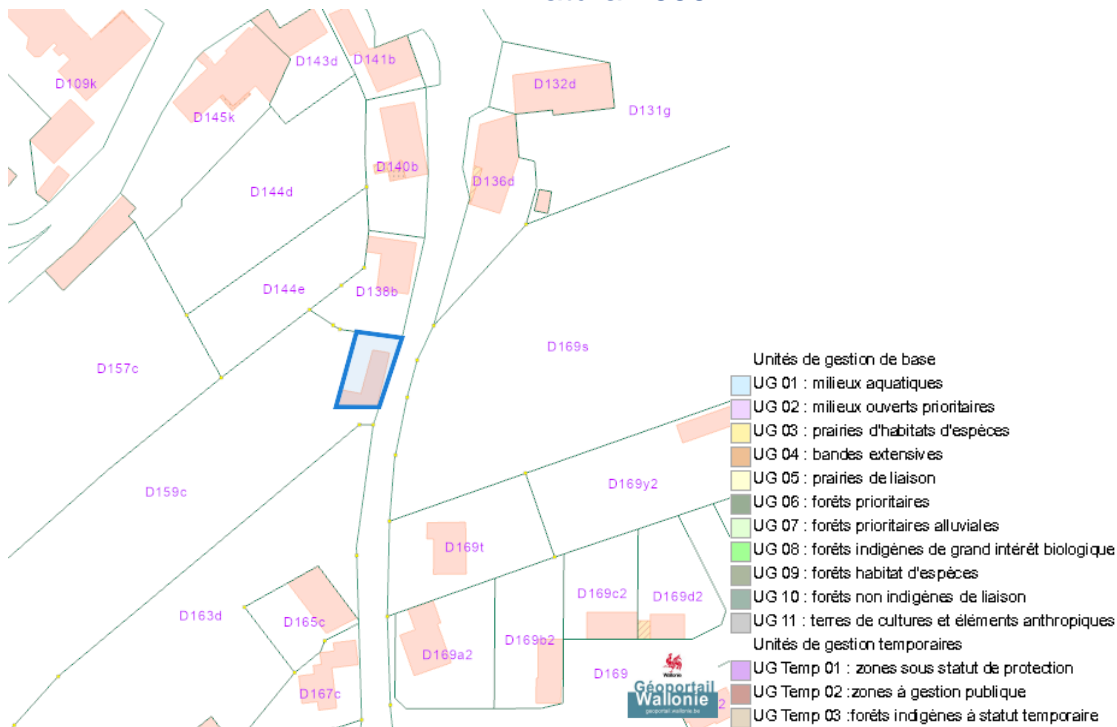 D109k
D145k
D143d
D141b
D132d
D131g
D140b
D136d
D144d
D144e
D138b
D157c
D169s
D159c
D169y2
D169t
D169c2
D169d2
D163d
D165c
D169a2
D169b2
D169
D167c
2
Unités de gestion de base
UG 01 : milieux aquatiques
UG 02 : milieux ouverts prioritaires
UG 03 : prairies d'habitats d'espèces
UG 04 : bandes extensives
UG 05 : prairies de liaison
UG 06 : forêts prioritaires
UG 07 : forêts prioritaires alluviales
UG 08 : forêts indigènes de grand intérêt biologique
UG 09 : forêts habitat d'espèces
UG 10 : forêts non indigènes de liaison
UG 11 : terres de cultures et éléments anthropiques
Unités de gestion temporaires
UG Temp 01 : zones sous statut de protection
UG Temp 02 :zones à gestion publique
UG Temp 03 :forêts indigènes à statut temporaire
Wallonie
Géoportail
Wallonie
geoportail.wallonie.be